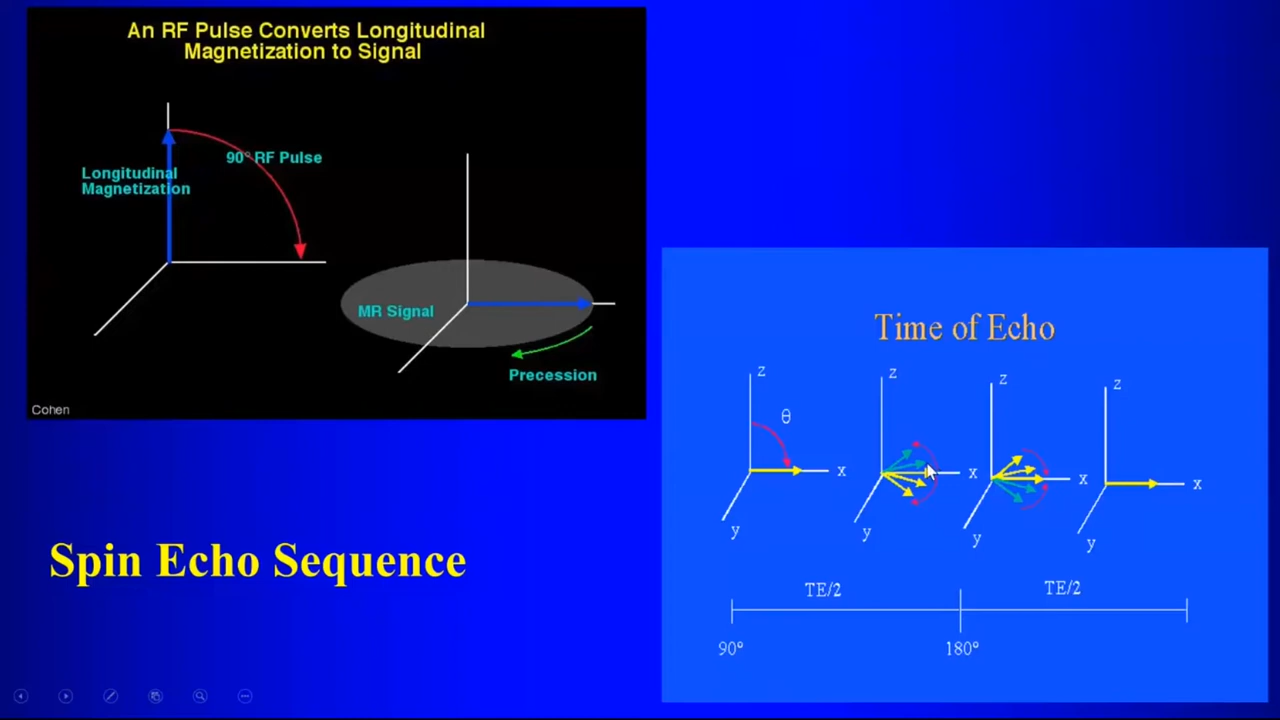 An RF Pulse Converts Longitudinal
Magnetization to Signal
90° RF Pulse
Longitudinal
Magnetization
MR Signal
Precession
Cohen
Spin Echo Sequence
Time of Echo
z
z
z
z
θ
x
x
x
x
y
y
y
y
TE/2
TE/2
90°
180°